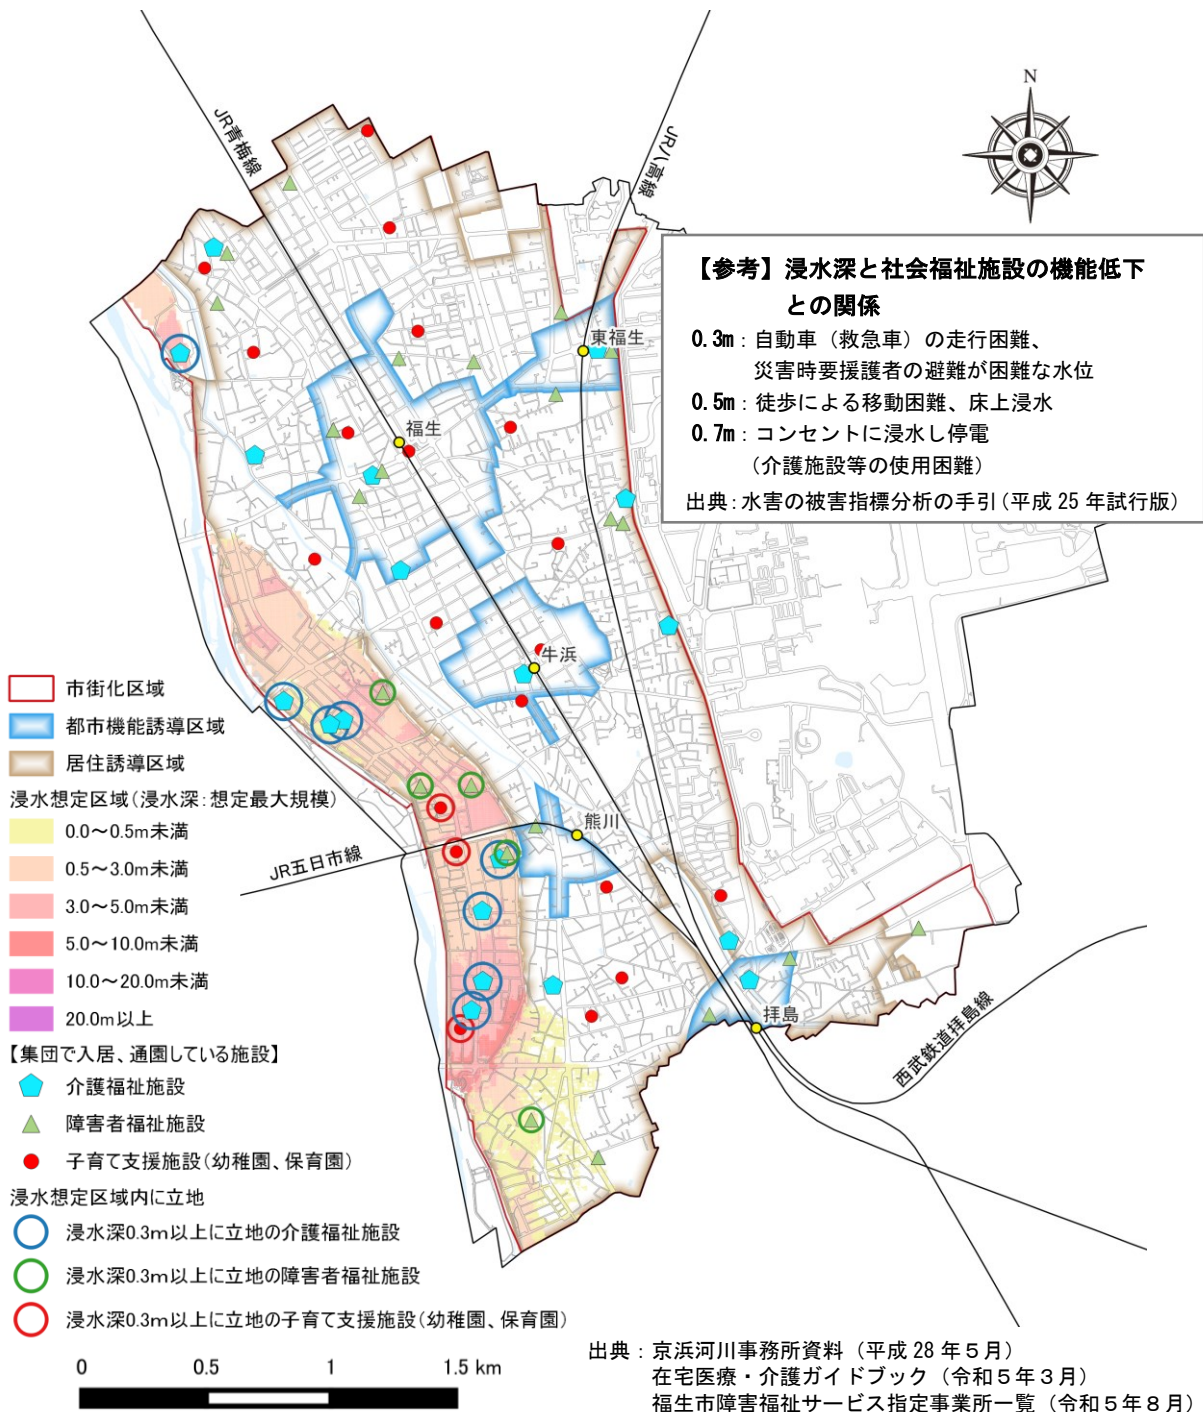 N
JR青梅線
JR八高線
【参考】浸水深と社会福祉施設の機能低下
との関係
0.3m：自動車（救急車）の走行困難、
災害時要援護者の避難が困難な水位
0.5m：徒歩による移動困難、床上浸水
0.7m：コンセントに浸水し停電
（介護施設等の使用困難）
出典：水害の被害指標分析の手引（平成25年試行版）
東福生
福生
牛浜
熊川
JR五日市線
拝島
西武鉄道拝島線
市街化区域
都市機能誘導区域
居住誘導区域
浸水想定区域（浸水深：想定最大規模）
0.0～0.5m未満
0.5～3.0m未満
3.0～5.0m未満
5.0～10.0m未満
10.0～20.0m未満
20.0m以上
【集団で入居、通園している施設】
介護福祉施設
障害者福祉施設
子育て支援施設（幼稚園、保育園）
浸水想定区域内に立地
浸水深0.3m以上に立地の介護福祉施設
浸水深0.3m以上に立地の障害者福祉施設
浸水深0.3m以上に立地の子育て支援施設（幼稚園、保育園）
0 0.5 1 1.5 km
出典：京浜河川事務所資料（平成28年5月）
在宅医療・介護ガイドブック（令和5年3月）
福生市障害福祉サービス指定事業所一覧（令和5年8月）